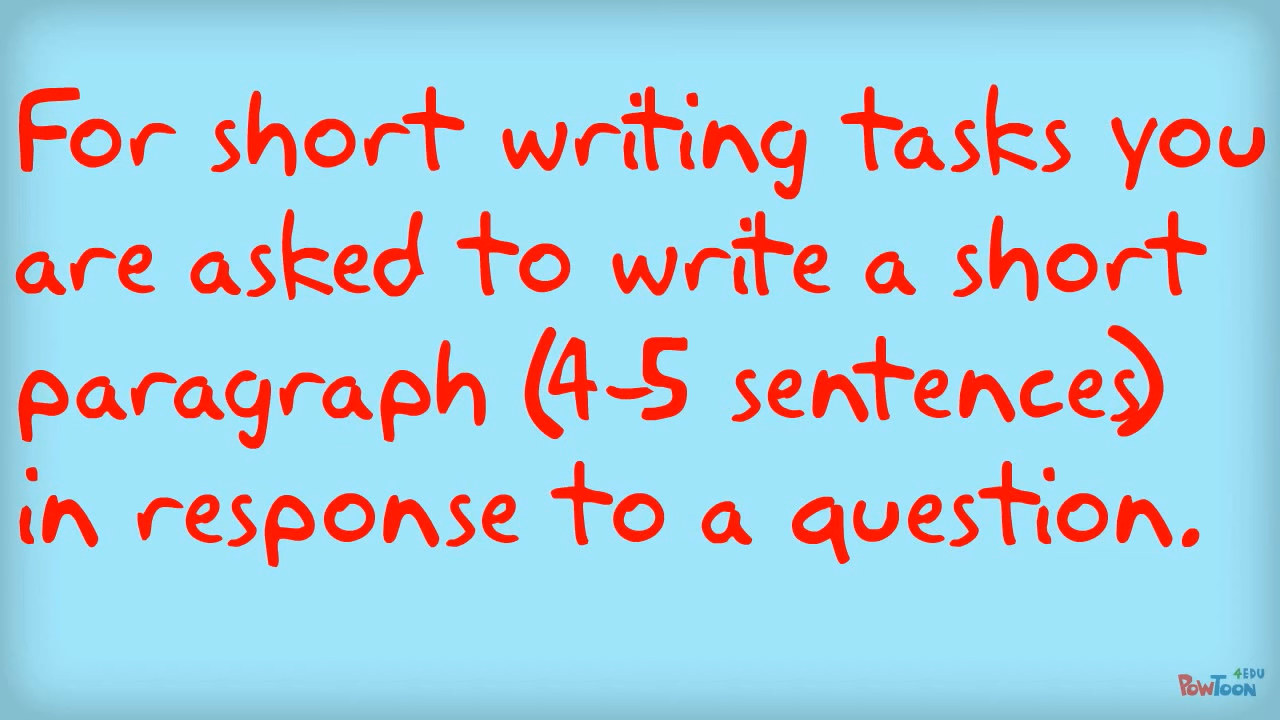 For short writing tasks you
are asked to write a short
paragraph (4-5 sentences)
in response to a question.
4EDU
POWTOON